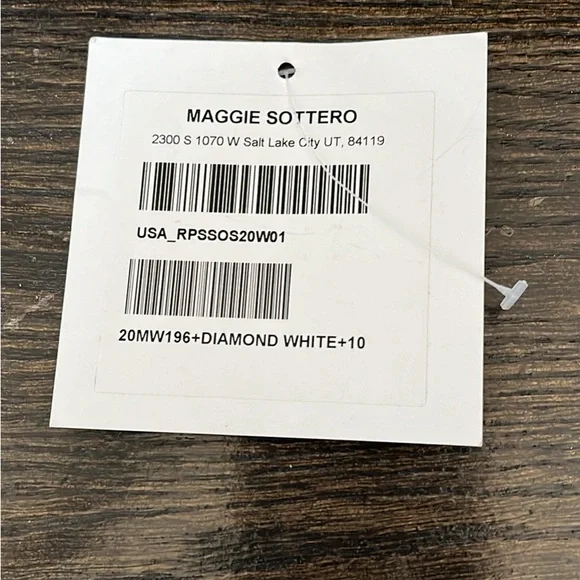 MAGGIE SOTTERO
2300 S 1070 W Salt Lake City UT, 84119
USA_RPSSOS20W01
20MW196+DIAMOND WHITE+10